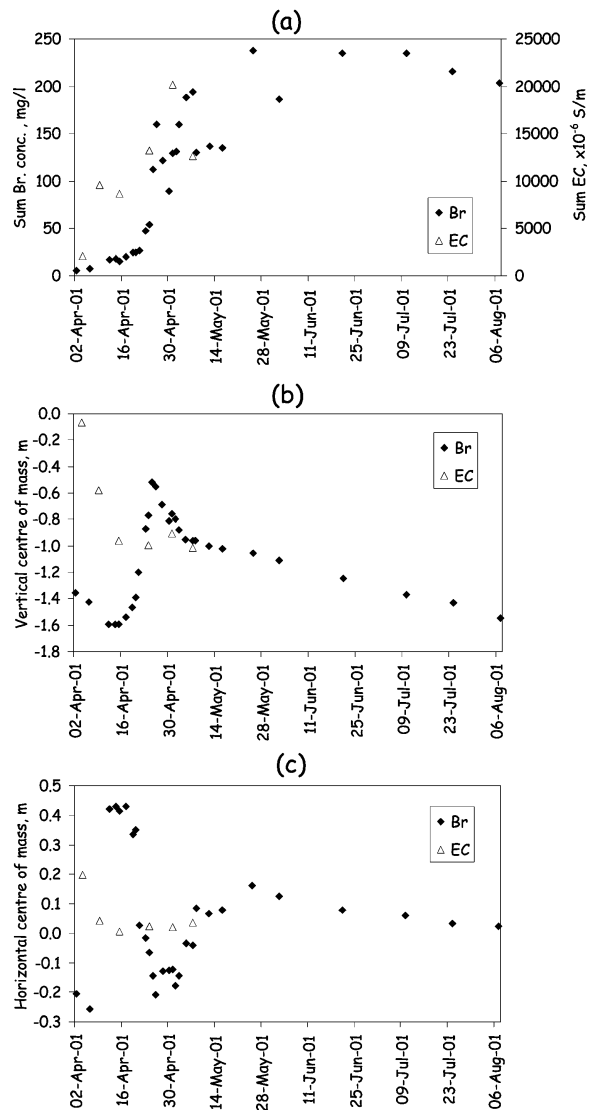 (a)
250
200
150
100
50
0
Sum Br. conc., mg/l
25000
20000
15000
10000
5000
0
Sum EC, x10-6 S/m
Br
EC
02-Apr-01
16-Apr-01
30-Apr-01
14-May-01
28-May-01
11-Jun-01
25-Jun-01
09-Jul-01
23-Jul-01
06-Aug-01
(b)
0.0
-0.2
-0.4
-0.6
-0.8
-1.0
-1.2
-1.4
-1.6
-1.8
Vertical centre of mass, m
Br
EC
02-Apr-01
16-Apr-01
30-Apr-01
14-May-01
28-May-01
11-Jun-01
25-Jun-01
09-Jul-01
23-Jul-01
06-Aug-01
(c)
0.5
0.4
0.3
0.2
0.1
0.0
-0.1
-0.2
-0.3
Horizontal centre of mass, m
Br
EC
02-Apr-01
16-Apr-01
30-Apr-01
14-May-01
28-May-01
11-Jun-01
25-Jun-01
09-Jul-01
23-Jul-01
06-Aug-01